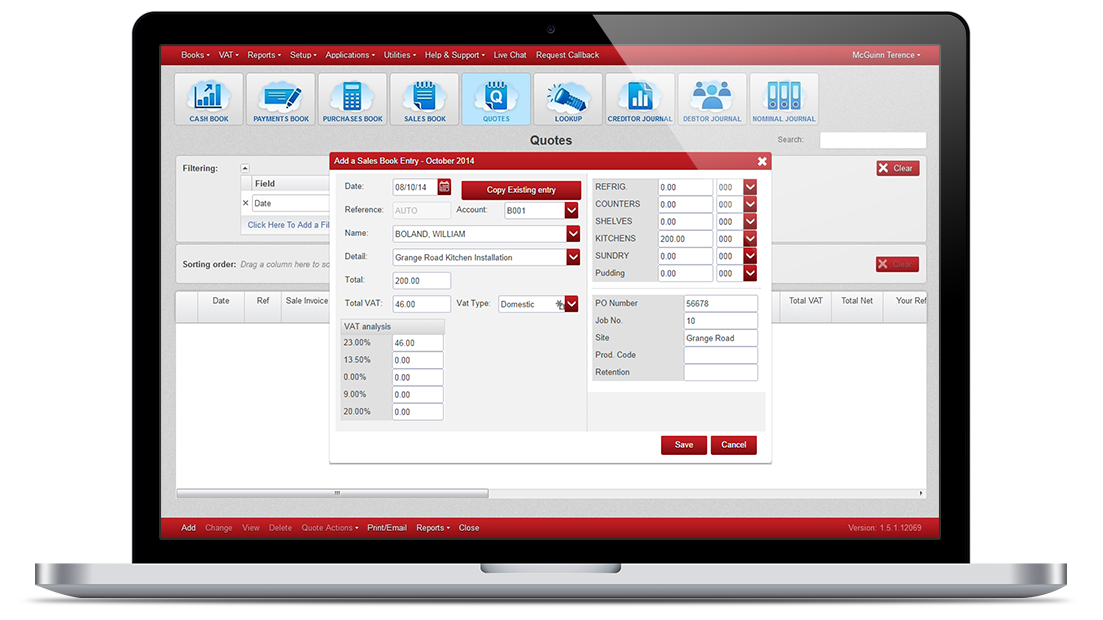 Books VAT Reports Setup Applications Utilities Help & Support Live Chat Request Callback McGuinn Terence
CASH BOOK PAYMENTS BOOK PURCHASES BOOK SALES BOOK Q QUOTES LOOKUP CREDITOR JOURNAL DEBTOR JOURNAL NOMINAL JOURNAL
Quotes Search:
Filtering: Clear
Field
Date
Click Here To Add a Fil
Sorting order: Drag a column here to so Clear
Date Ref Sale Invoice Total VAT Total Net Your Ref
Add a Sales Book Entry - October 2014
Date: 08/10/14 Copy Existing entry
Reference: AUTO Account: B001
Name: BOLAND, WILLIAM
Detail: Grange Road Kitchen Installation
Total: 200.00
Total VAT: 46.00 Vat Type: Domestic
VAT analysis
23.00% 46.00
13.50% 0.00
0.00% 0.00
9.00% 0.00
20.00% 0.00
REFRIG. 0.00 000
COUNTERS 0.00 000
SHELVES 0.00 000
KITCHENS 200.00 000
SUNDRY 0.00 000
Pudding 0.00 000
PO Number 56678
Job No. 10
Site Grange Road
Prod. Code
Retention
Save Cancel
Add Change View Delete Quote Actions Print/Email Reports Close Version: 1.5.1.12069